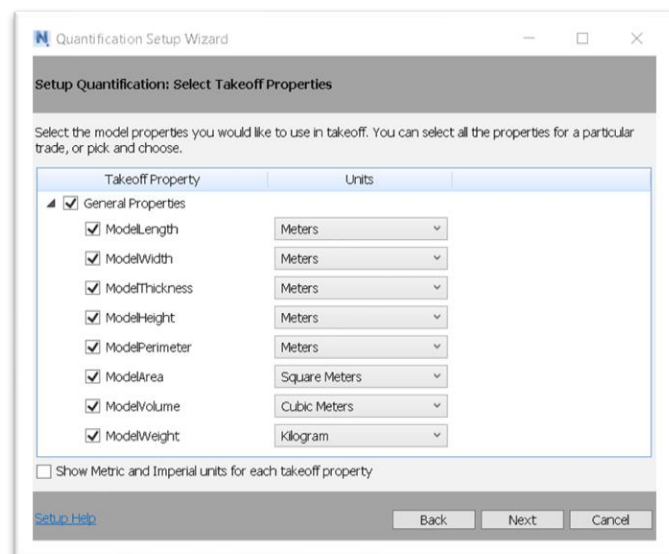 Quantification Setup Wizard
Setup Quantification: Select Takeoff Properties
Select the model properties you would like to use in takeoff. You can select all the properties for a particular
trade, or pick and choose.
Takeoff Property Units
General Properties
ModelLength Meters
ModelWidth Meters
ModelThickness Meters
ModelHeight Meters
ModelPerimeter Meters
ModelArea Square Meters
ModelVolume Cubic Meters
ModelWeight Kilogram
Show Metric and Imperial units for each takeoff property
Setup Help Back Next Cancel